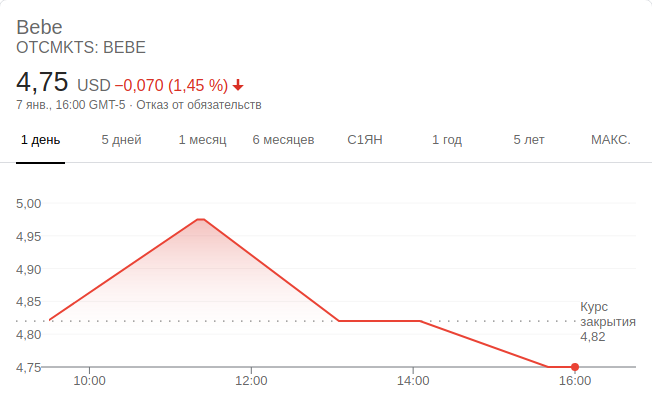 Bebe
OTCMKTS: BEBE
4,75 USD −0,070 (1,45 %)
7 янв., 16:00 GMT-5 · Отказ от обязательств
1 день 5 дней 1 месяц 6 месяцев С1ЯН 1 год 5 лет МАКС.
5,00
4,95
4,90
4,85
Курс
закрытия
4,82
4,80
4,75
10:00 12:00 14:00 16:00